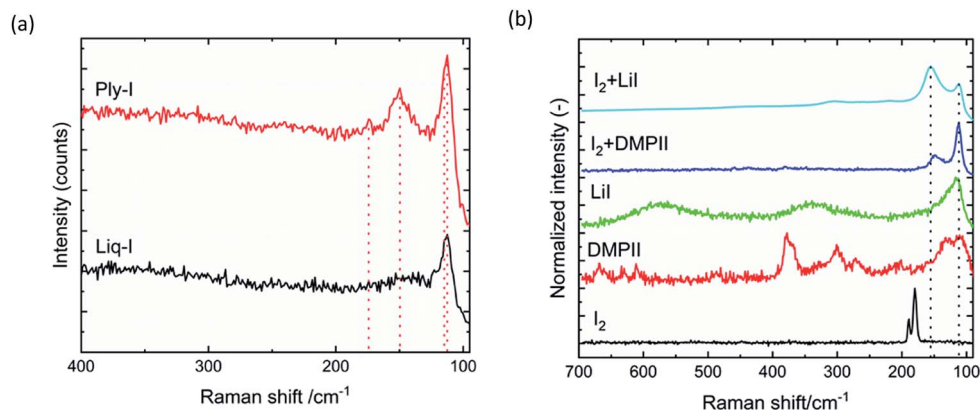 (a)
Intensity (counts)
Ply-I
Liq-I
400 300 200 100
Raman shift /cm⁻¹
(b)
Normalized intensity (-)
I₂+LiI
I₂+DMPII
LiI
DMPII
I₂
700 600 500 400 300 200 100
Raman shift/cm⁻¹